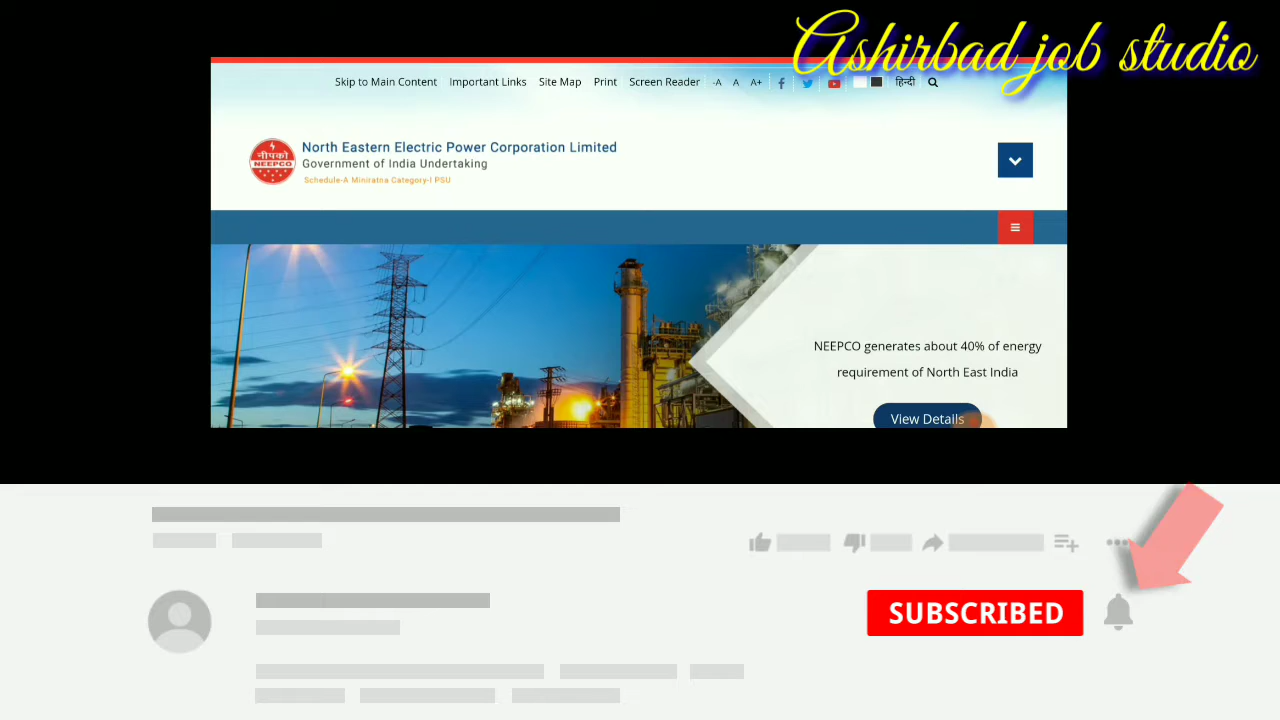 Ashirbad job studio
Skip to Main Content Important Links Site Map Print Screen Reader -A A A+ हिन्दी
नीपको
NEEPCO
North Eastern Electric Power Corporation Limited
Government of India Undertaking
Schedule-A Miniratna Category-I PSU
NEEPCO generates about 40% of energy
requirement of North East India
View Details
SUBSCRIBED